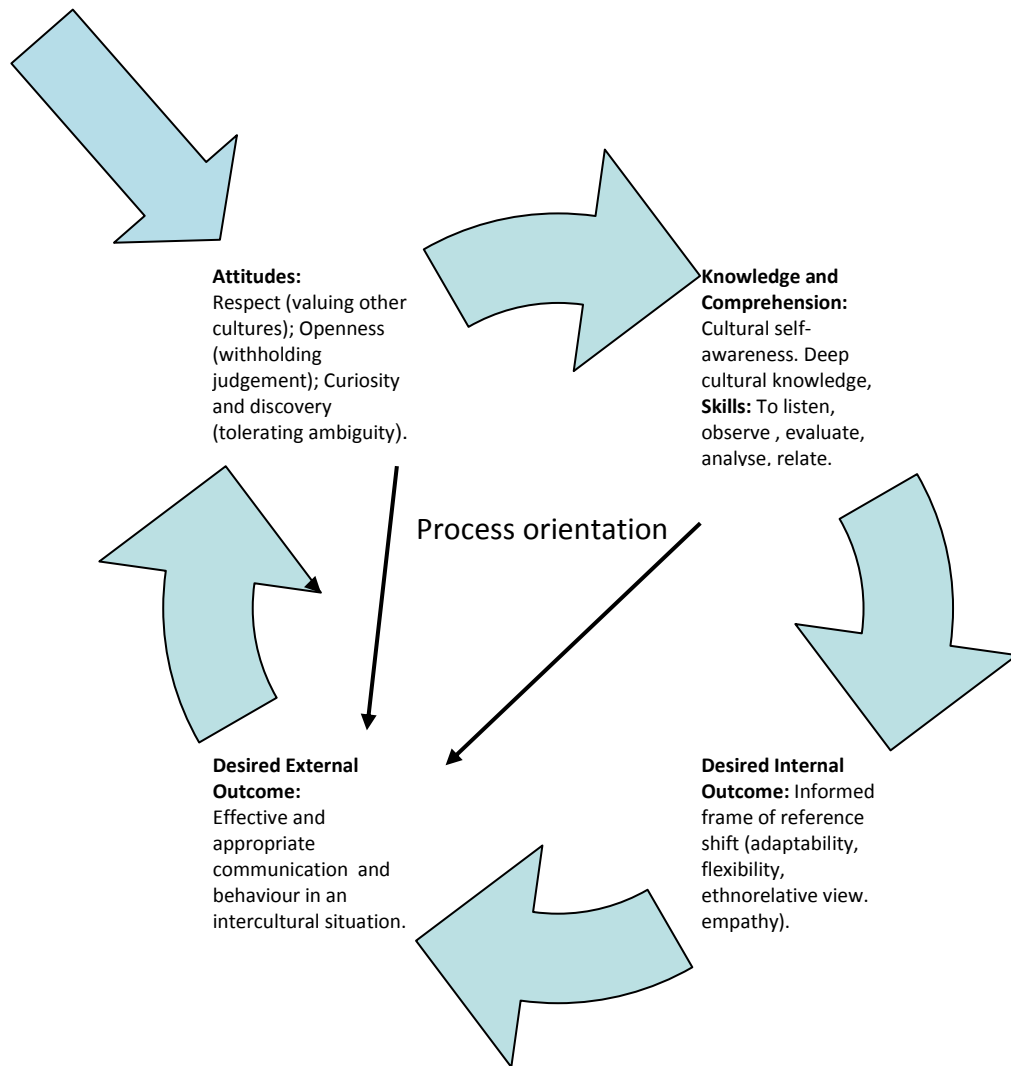 Attitudes:
Respect (valuing other
cultures); Openness
(withholding
judgement); Curiosity
and discovery
(tolerating ambiguity).
Knowledge and
Comprehension:
Cultural self-
awareness. Deep
cultural knowledge,
Skills: To listen,
observe , evaluate,
analyse, relate.
Process orientation
Desired External
Outcome:
Effective and
appropriate
communication and
behaviour in an
intercultural situation.
Desired Internal
Outcome: Informed
frame of reference
shift (adaptability,
flexibility,
ethnorelative view.
empathy).